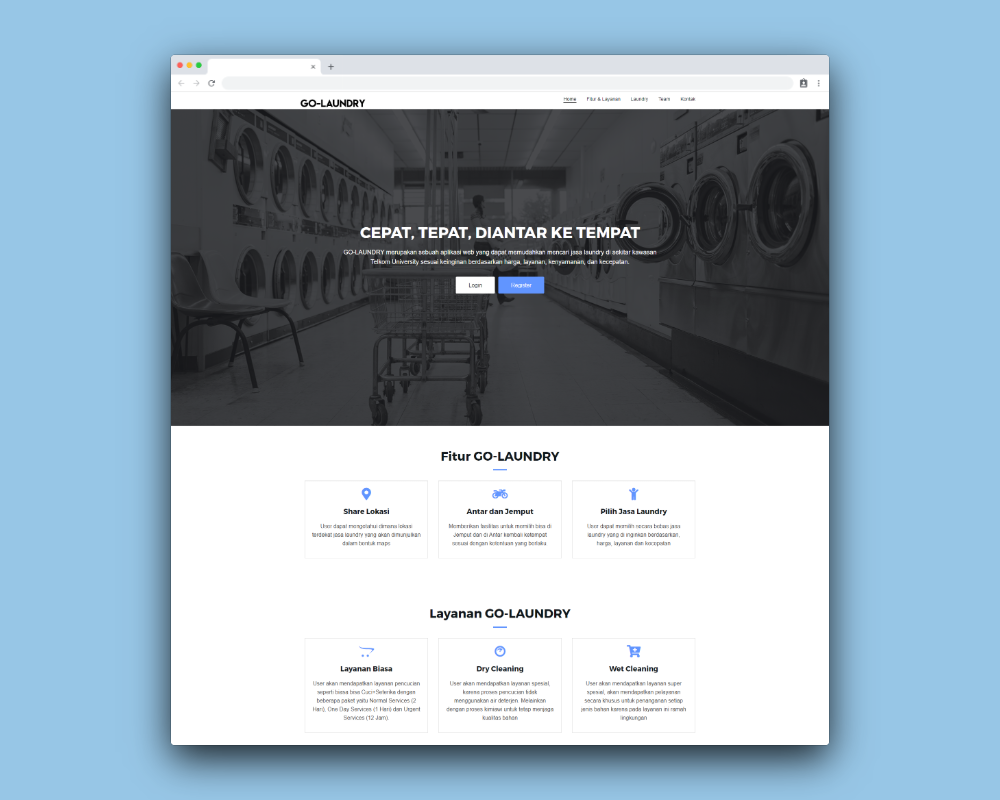 GO-LAUNDRY
Home Fitur & Layanan Laundry Team Kontak
CEPAT, TEPAT, DIANTAR KE TEMPAT
GO-LAUNDRY merupakan sebuah aplikasi web yang dapat memudahkan mencari jasa laundry di sekitar kawasan
Telkom University sesuai keinginan berdasarkan harga, layanan, kenyamanan, dan kecepatan.
Login Register
Fitur GO-LAUNDRY
Share Lokasi
User dapat mengetahui dimana lokasi
terdekat jasa laundry yang akan ditunjukkan
dalam bentuk maps
Antar dan Jemput
Memberikan fasilitas untuk memilih bisa di
Jemput dan di Antar kembali ketempat
sesuai dengan ketentuan yang berlaku
Pilih Jasa Laundry
User dapat memilih secara bebas jasa
laundry yang di inginkan berdasarkan,
harga, layanan dan kecepatan
Layanan GO-LAUNDRY
Layanan Biasa
User akan mendapatkan layanan pencucian
seperti biasa bisa Cuci+Seterika dengan
beberapa paket yaitu Normal Services (2
Hari), One Day Services (1 Hari) dan Urgent
Services (12 Jam).
Dry Cleaning
User akan mendapatkan layanan spesial,
karena proses pencucian tidak
menggunakan air deterjen. Melainkan
dengan proses kimiawi untuk tetap menjaga
kualitas bahan
Wet Cleaning
User akan mendapatkan layanan super
spesial, akan mendapatkan pelayanan
secara khusus untuk penanganan setiap
jenis bahan karena pada layanan ini ramah
lingkungan